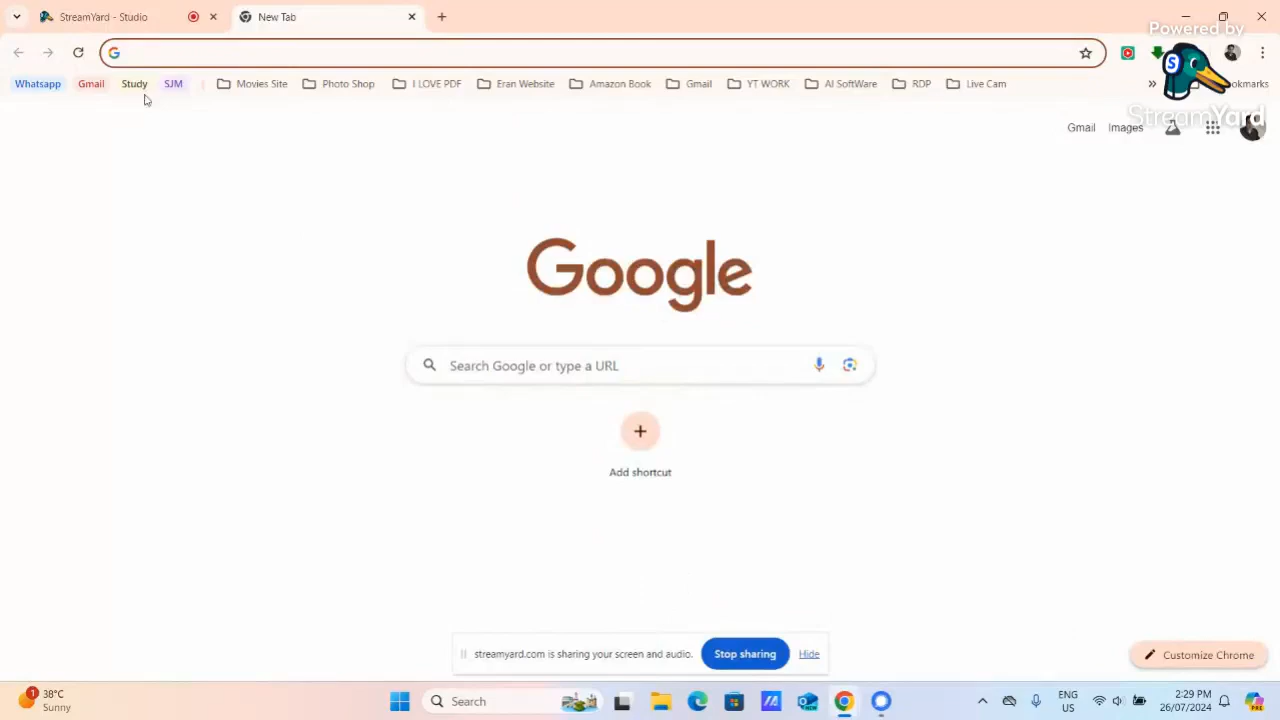 StreamYard - Studio
New Tab
Powered by
Whatsapp Gmail Study SJM Movies Site Photo Shop I LOVE PDF Eran Website Amazon Book Gmail YT WORK AI SoftWare RDP Live Cam
StreamYard
Gmail Images
Google
Search Google or type a URL
Add shortcut
streamyard.com is sharing your screen and audio. Stop sharing Hide
Customize Chrome
1 38°C
Sunny
Search
ENG
US
2:29 PM
26/07/2024